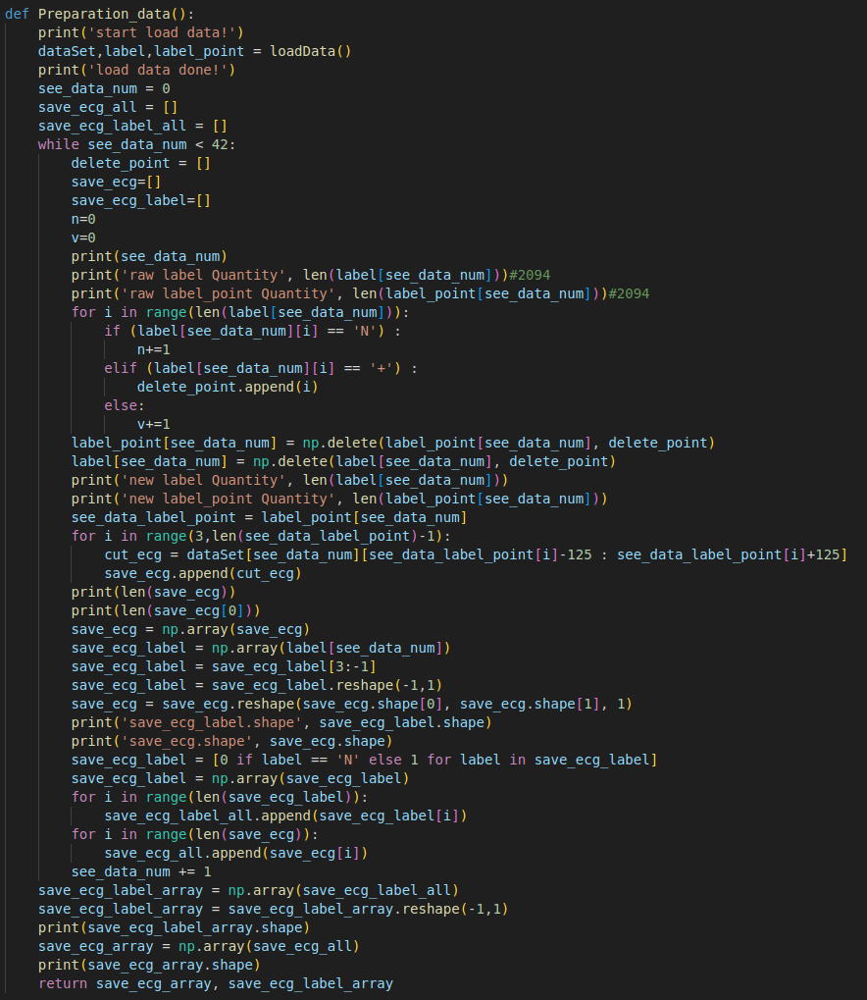 def Preparation_data():
    print('start load data!')
    dataSet,label,label_point = loadData()
    print('load data done!')
    see_data_num = 0
    save_ecg_all = []
    save_ecg_label_all = []
    while see_data_num < 42:
        delete_point = []
        save_ecg=[]
        save_ecg_label=[]
        n=0
        v=0
        print(see_data_num)
        print('raw label Quantity', len(label[see_data_num]))#2094
        print('raw label_point Quantity', len(label_point[see_data_num]))#2094
        for i in range(len(label[see_data_num])):
            if (label[see_data_num][i] == 'N') :
                n+=1
            elif (label[see_data_num][i] == '+') :
                delete_point.append(i)
            else:
                v+=1
        label_point[see_data_num] = np.delete(label_point[see_data_num], delete_point)
        label[see_data_num] = np.delete(label[see_data_num], delete_point)
        print('new label Quantity', len(label[see_data_num]))
        print('new label_point Quantity', len(label_point[see_data_num]))
        see_data_label_point = label_point[see_data_num]
        for i in range(3,len(see_data_label_point)-1):
            cut_ecg = dataSet[see_data_num][see_data_label_point[i]-125 : see_data_label_point[i]+125]
            save_ecg.append(cut_ecg)
        print(len(save_ecg))
        print(len(save_ecg[0]))
        save_ecg = np.array(save_ecg)
        save_ecg_label = np.array(label[see_data_num])
        save_ecg_label = save_ecg_label[3:-1]
        save_ecg_label = save_ecg_label.reshape(-1,1)
        save_ecg = save_ecg.reshape(save_ecg.shape[0], save_ecg.shape[1], 1)
        print('save_ecg_label.shape', save_ecg_label.shape)
        print('save_ecg.shape', save_ecg.shape)
        save_ecg_label = [0 if label == 'N' else 1 for label in save_ecg_label]
        save_ecg_label = np.array(save_ecg_label)
        for i in range(len(save_ecg_label)):
            save_ecg_label_all.append(save_ecg_label[i])
        for i in range(len(save_ecg)):
            save_ecg_all.append(save_ecg[i])
        see_data_num += 1
    save_ecg_label_array = np.array(save_ecg_label_all)
    save_ecg_label_array = save_ecg_label_array.reshape(-1,1)
    print(save_ecg_label_array.shape)
    save_ecg_array = np.array(save_ecg_all)
    print(save_ecg_array.shape)
    return save_ecg_array, save_ecg_label_array